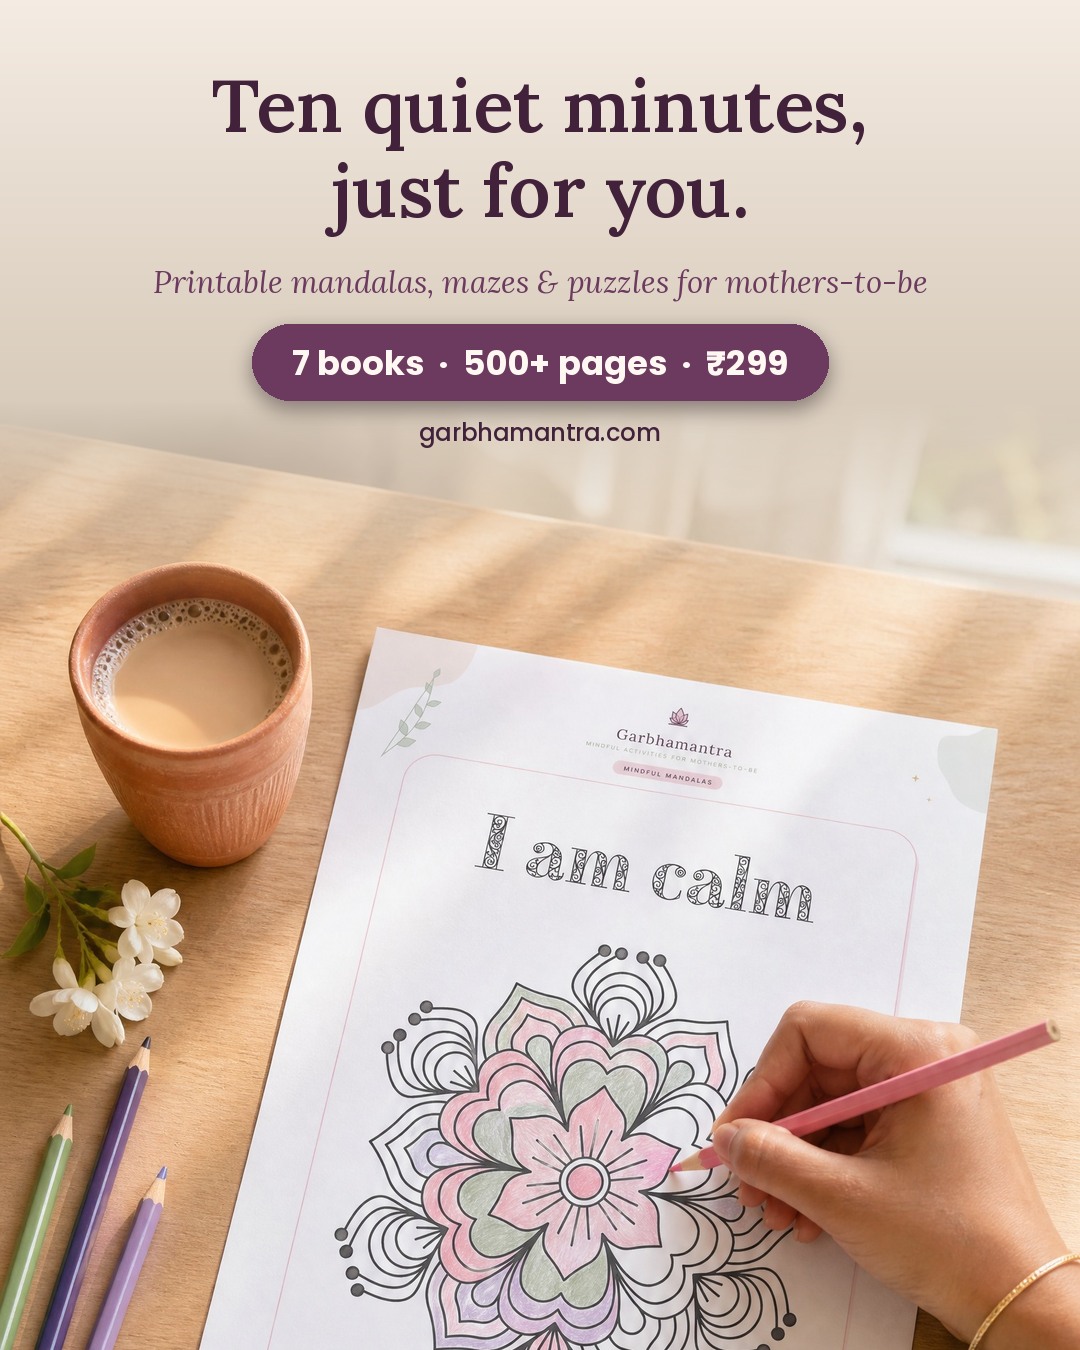 Ten quiet minutes,
just for you.
Printable mandalas, mazes & puzzles for mothers-to-be
7 books · 500+ pages · ₹299
garbhamantra.com
Garbhamantra
MINDFUL ACTIVITIES FOR MOTHERS-TO-BE
MINDFUL MANDALAS
I am calm